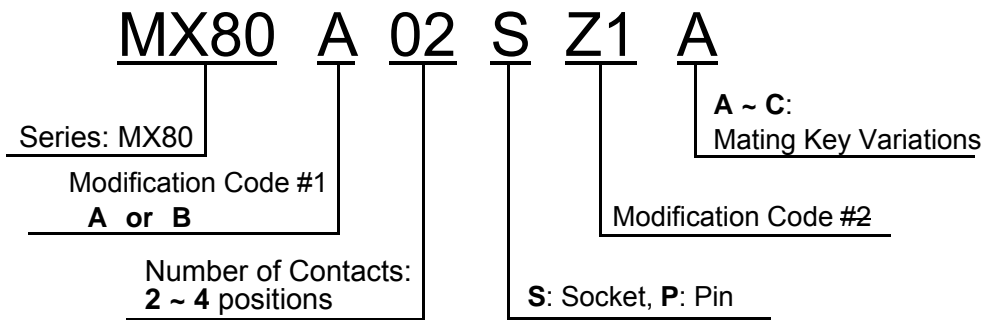 MX80 A 02 S Z1 A
A ~ C:
Series: MX80
Mating Key Variations
Modification Code #1
A or B
Modification Code #2
Number of Contacts:
2 ~ 4 positions
S: Socket, P: Pin